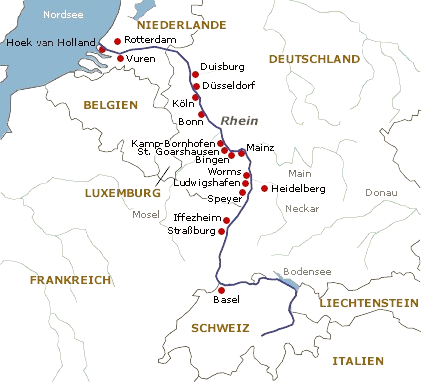 Nordsee
NIEDERLANDE
Rotterdam
Hoek van Holland
Vuren
DEUTSCHLAND
Duisburg
Düsseldorf
BELGIEN
Köln
Bonn
Rhein
Kamp-Bornhofen
St. Goarshausen
Mainz
Bingen
Worms
Main
Ludwigshafen
Heidelberg
LUXEMBURG
Speyer
Donau
Mosel
Neckar
Iffezheim
Straßburg
FRANKREICH
Bodensee
Basel
LIECHTENSTEIN
SCHWEIZ
ITALIEN